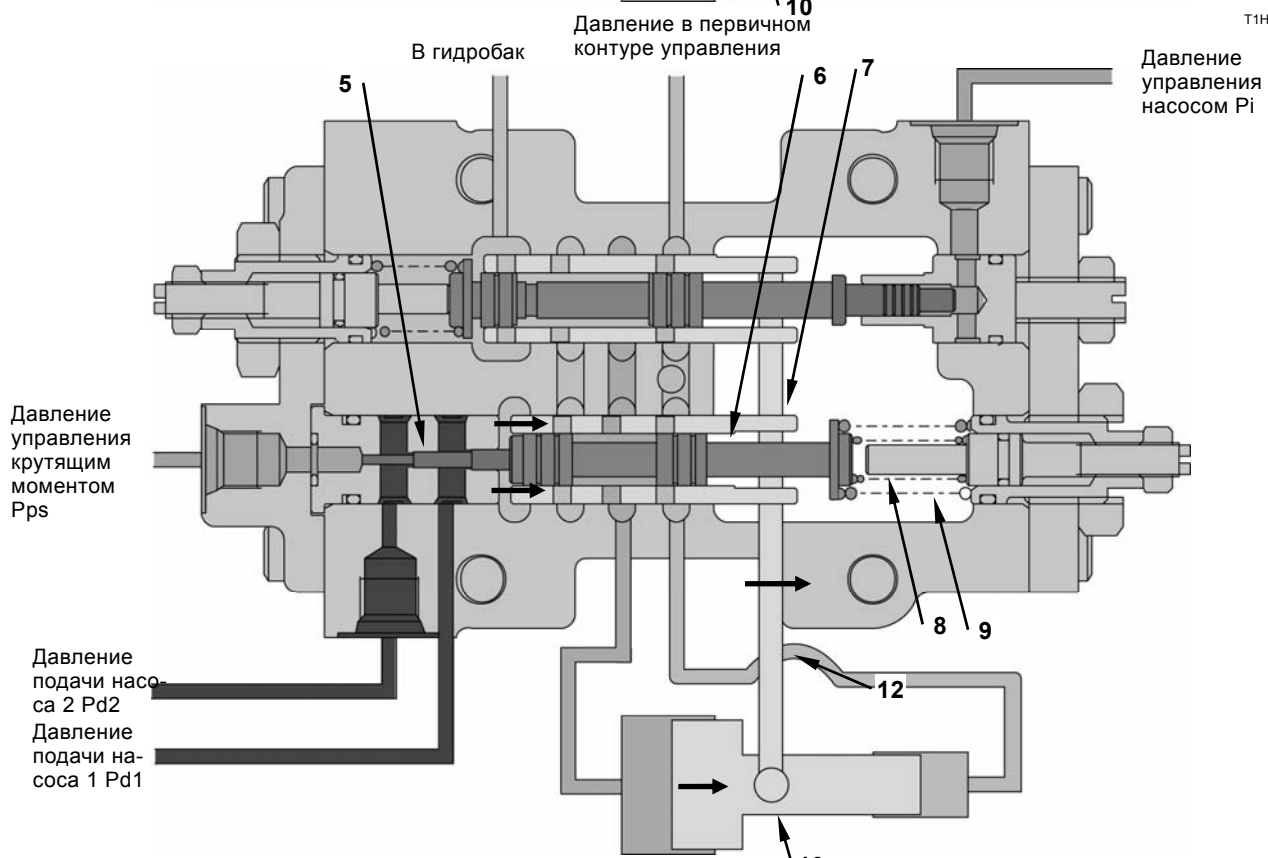 10
T1H
Давление в первичном
контуре управления
В гидробак
Давление
управления
насосом Pi
5
6
7
Давление
управления
крутящим
моментом
Pps
8
9
12
Давление
подачи насо-
са 2 Pd2
Давление
подачи на-
соса 1 Pd1